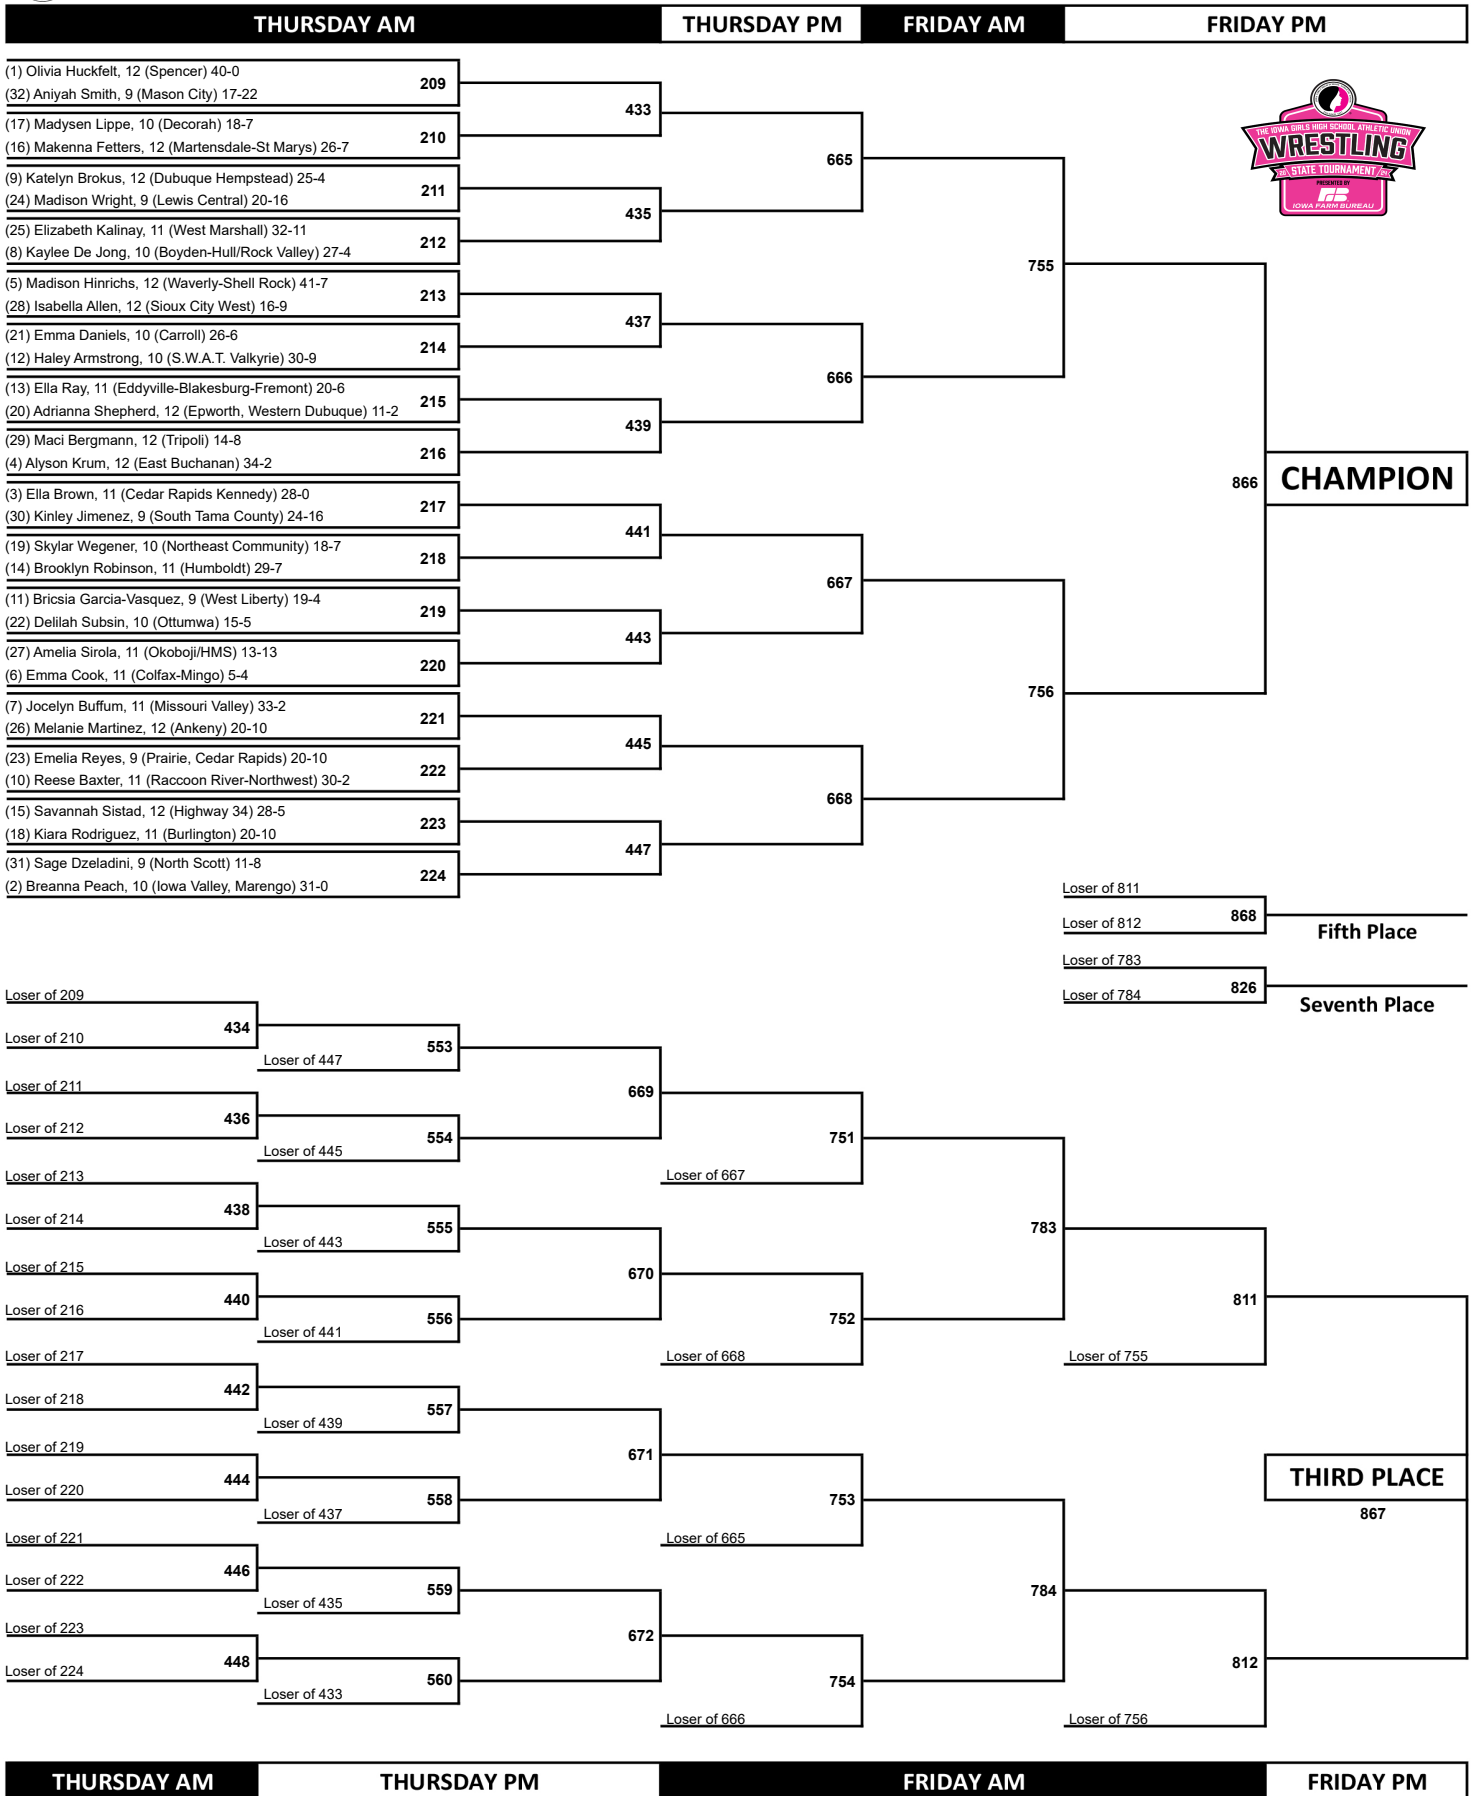 THURSDAY AM THURSDAY PM FRIDAY AM FRIDAY PM
(1) Olivia Huckfelt, 12 (Spencer) 40-0
209
(32) Aniyah Smith, 9 (Mason City) 17-22
433
(17) Madysen Lippe, 10 (Decorah) 18-7
210
(16) Makenna Fetters, 12 (Martensdale-St Marys) 26-7
665
(9) Katelyn Brokus, 12 (Dubuque Hempstead) 25-4
211
(24) Madison Wright, 9 (Lewis Central) 20-16
435
(25) Elizabeth Kalinay, 11 (West Marshall) 32-11
212
(8) Kaylee De Jong, 10 (Boyden-Hull/Rock Valley) 27-4
755
(5) Madison Hinrichs, 12 (Waverly-Shell Rock) 41-7
213
(28) Isabella Allen, 12 (Sioux City West) 16-9
437
(21) Emma Daniels, 10 (Carroll) 26-6
214
(12) Haley Armstrong, 10 (S.W.A.T. Valkyrie) 30-9
666
(13) Ella Ray, 11 (Eddyville-Blakesburg-Fremont) 20-6
215
(20) Adrianna Shepherd, 12 (Epworth, Western Dubuque) 11-2
439
(29) Maci Bergmann, 12 (Tripoli) 14-8
216
(4) Alyson Krum, 12 (East Buchanan) 34-2
866
CHAMPION
(3) Ella Brown, 11 (Cedar Rapids Kennedy) 28-0
217
(30) Kinley Jimenez, 9 (South Tama County) 24-16
441
(19) Skylar Wegener, 10 (Northeast Community) 18-7
218
(14) Brooklyn Robinson, 11 (Humboldt) 29-7
667
(11) Bricsia Garcia-Vasquez, 9 (West Liberty) 19-4
219
(22) Delilah Subsin, 10 (Ottumwa) 15-5
443
(27) Amelia Sirola, 11 (Okoboji/HMS) 13-13
220
(6) Emma Cook, 11 (Colfax-Mingo) 5-4
756
(7) Jocelyn Buffum, 11 (Missouri Valley) 33-2
221
(26) Melanie Martinez, 12 (Ankeny) 20-10
445
(23) Emelia Reyes, 9 (Prairie, Cedar Rapids) 20-10
222
(10) Reese Baxter, 11 (Raccoon River-Northwest) 30-2
668
(15) Savannah Sistad, 12 (Highway 34) 28-5
223
(18) Kiara Rodriguez, 11 (Burlington) 20-10
447
(31) Sage Dzeladini, 9 (North Scott) 11-8
224
(2) Breanna Peach, 10 (Iowa Valley, Marengo) 31-0
THE IOWA GIRLS HIGH SCHOOL ATHLETIC UNION
WRESTLING
STATE TOURNAMENT
PRESENTED BY
FB
IOWA FARM BUREAU
Loser of 811
868
Loser of 812
Fifth Place
Loser of 783
826
Loser of 784
Seventh Place
Loser of 209
434
Loser of 210
553
Loser of 447
669
Loser of 211
436
Loser of 212
554
Loser of 445
751
Loser of 667
Loser of 213
438
Loser of 214
555
Loser of 443
783
670
Loser of 215
440
Loser of 216
556
Loser of 441
752
Loser of 668
811
Loser of 755
Loser of 217
442
Loser of 218
557
Loser of 439
671
Loser of 219
444
Loser of 220
558
Loser of 437
753
Loser of 665
THIRD PLACE
867
Loser of 221
446
Loser of 222
559
Loser of 435
784
672
Loser of 223
448
Loser of 224
560
Loser of 433
754
Loser of 666
812
Loser of 756
THURSDAY AM THURSDAY PM FRIDAY AM FRIDAY PM